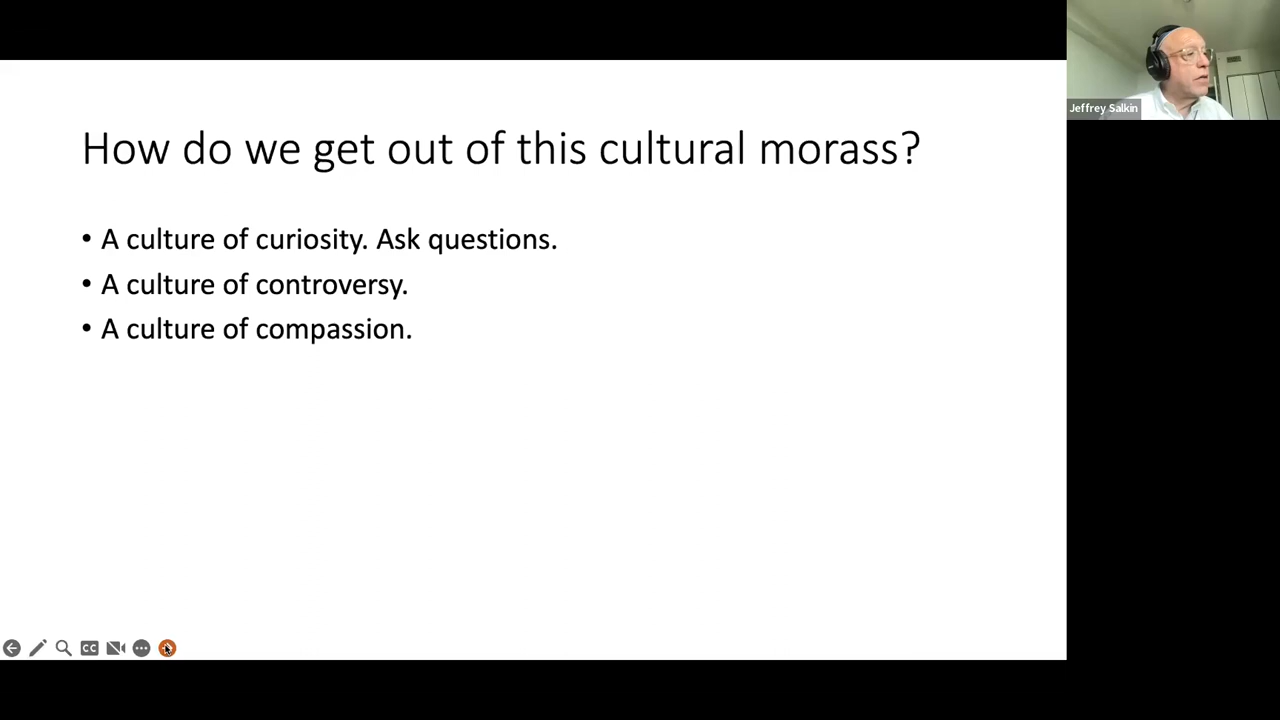 How do we get out of this cultural morass?
• A culture of curiosity. Ask questions.
• A culture of controversy.
• A culture of compassion.
Jeffrey Salkin
CC